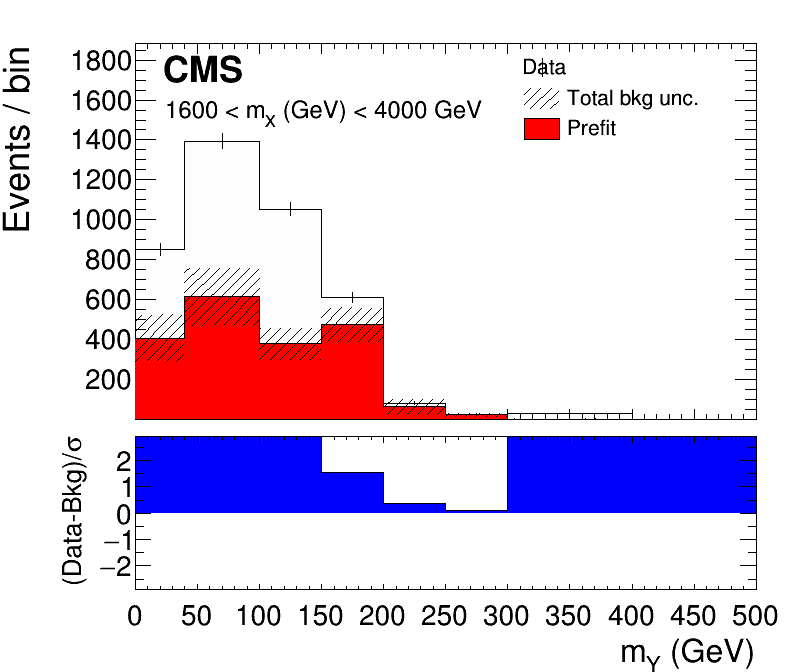 Events / bin
1800
1600
1400
1200
1000
800
600
400
200
CMS
1600 < mX (GeV) < 4000 GeV
Data
Total bkg unc.
Prefit
(Data-Bkg)/σ
2
1
0
−1
−2
0 50 100 150 200 250 300 350 400 450 500
mY (GeV)